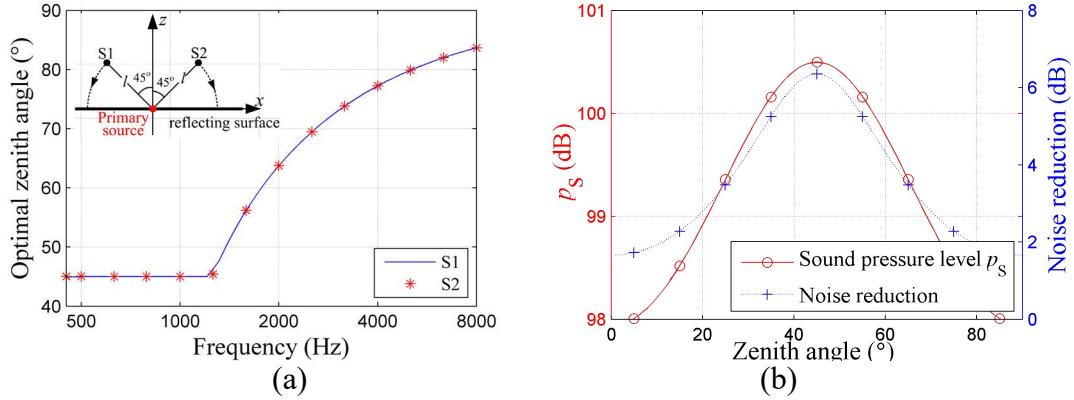 (a)
90
80
70
60
50
40
Optimal zenith angle (°)
z
S1
S2
l
45°
45°
l
x
Primary
source
reflecting surface
S1
S2
500
1000
2000
4000
8000
Frequency (Hz)
(a)
(b)
101
100
99
98
p_S (dB)
8
6
4
2
0
Noise reduction (dB)
Sound pressure level p_S
Noise reduction
0
20
40
60
80
Zenith angle (°)
(b)